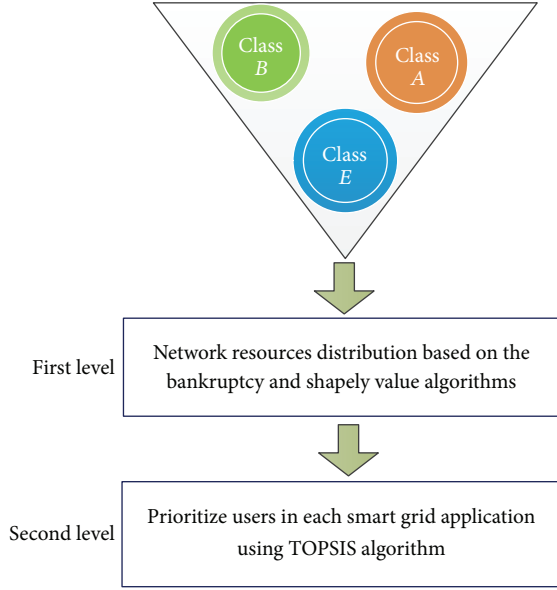 Class
B
Class
A
Class
E
First level
Network resources distribution based on the
bankruptcy and shapely value algorithms
Second level
Prioritize users in each smart grid application
using TOPSIS algorithm